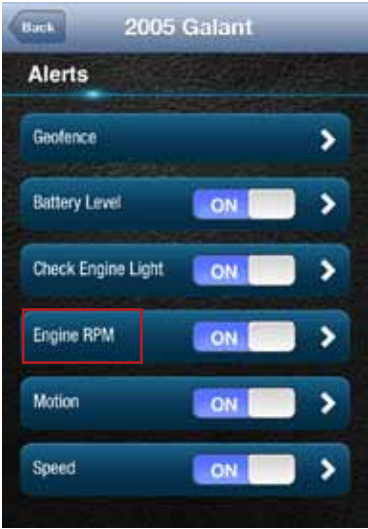 Back 2005 Galant
Alerts
Geofence
Battery Level ON
Check Engine Light ON
Engine RPM ON
Motion ON
Speed ON